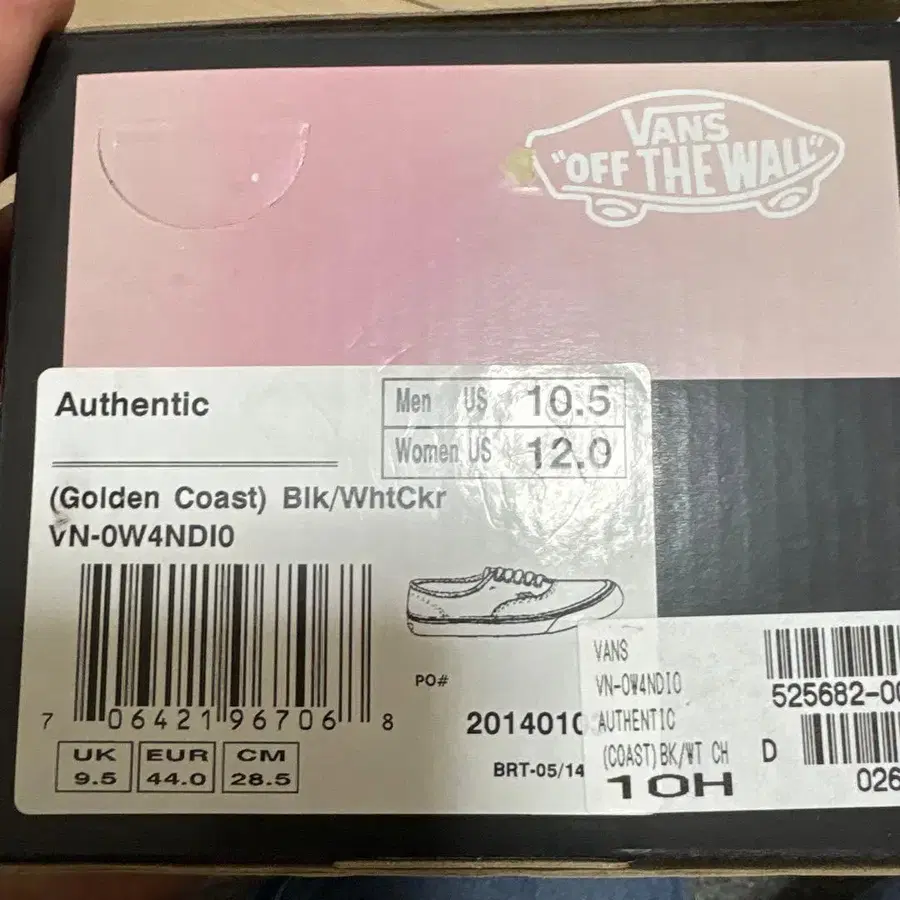 VANS
"OFF THE WALL"
Authentic
Men US 10.5
Women US 12.0
(Golden Coast) Blk/WhtCkr
VN-0W4NDI0
7 06421 96706 8
PO#
2014010
BRT-05/14
UK EUR CM
9.5 44.0 28.5
VANS
VN-0W4NDI0
525682-00
AUTHENTIC
(COAST)BK/WT CH D
10H
026